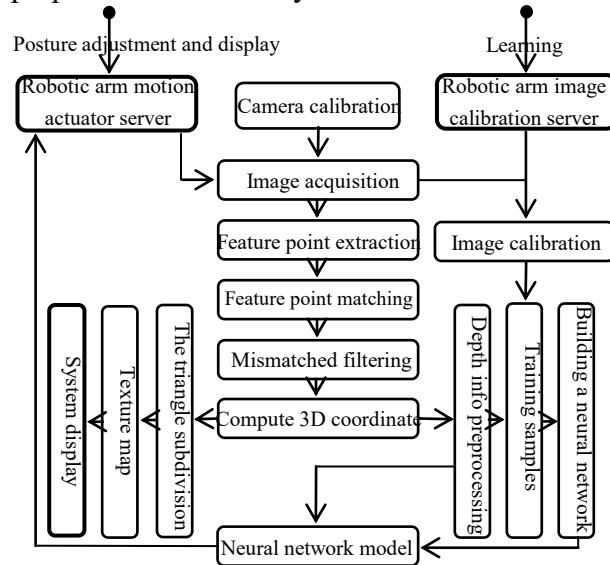 Posture adjustment and display
Learning
Robotic arm motion
actuator server
Camera calibration
Robotic arm image
calibration server
Image acquisition
Feature point extraction
Image calibration
Feature point matching
Mismatched filtering
Compute 3D coordinate
System display
Texture map
The triangle subdivision
Depth info preprocessing
Training samples
Building a neural network
Neural network model